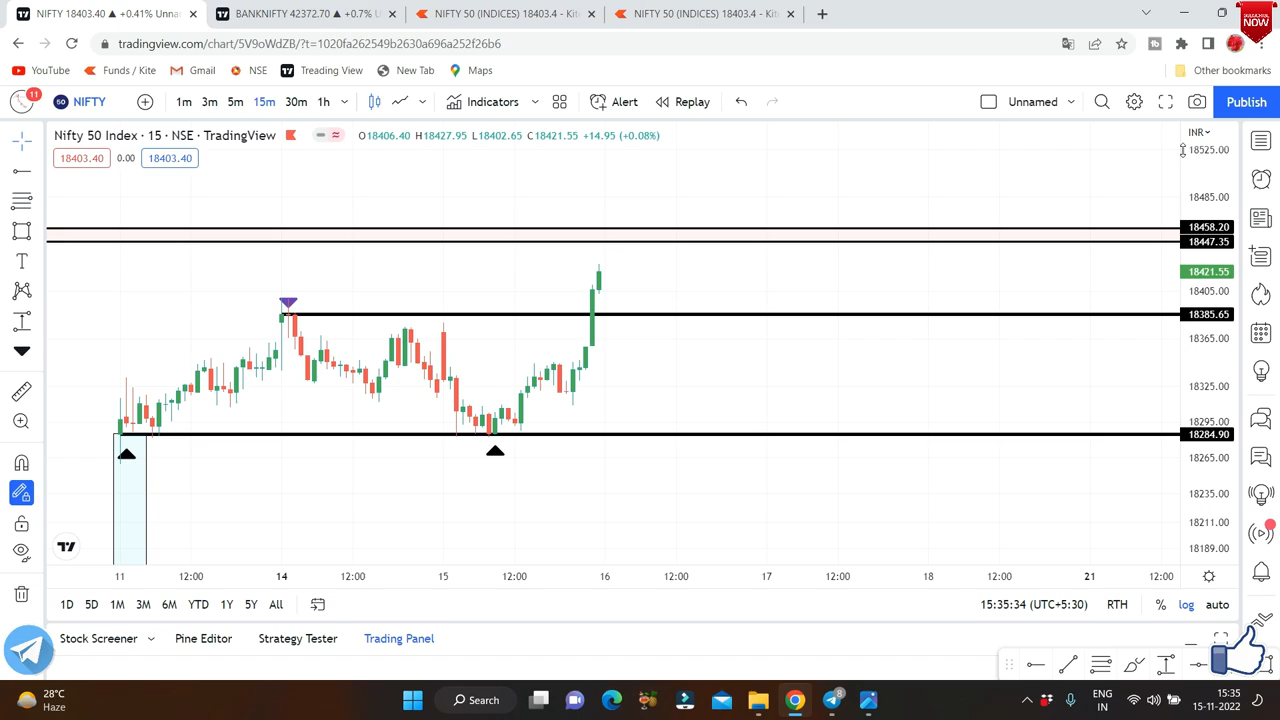 NIFTY 18403.40 ▲ +0.41% Unna
BANKNIFTY 42372.70 ▲ +0.7% U
NIFTY 50 (INDICES) 18403.4 - Kit
NIFTY 50 (INDICES) 18403.4 - Kit
SUBSCRIBE
NOW
tradingview.com/chart/5V9oWdZB/?t=1020fa262549b2630a696a252f26b6
YouTube
Funds / Kite
Gmail
NSE
Treading View
New Tab
Maps
Other bookmarks
11
50 NIFTY
1m 3m 5m 15m 30m 1h
Indicators
Alert
Replay
Unnamed
Publish
Nifty 50 Index · 15 · NSE · TradingView
O18406.40 H18427.95 L18402.65 C18421.55 +14.95 (+0.08%)
INR
18403.40 0.00 18403.40
18525.00
18485.00
18458.20
18447.35
18421.55
18405.00
18385.65
18365.00
18325.00
18295.00
18284.90
18265.00
18235.00
18211.00
18189.00
11 12:00 14 12:00 15 12:00 16 12:00 17 12:00 18 12:00 21 12:00
1D 5D 1M 3M 6M YTD 1Y 5Y All
15:35:34 (UTC+5:30) RTH % log auto
Stock Screener
Pine Editor
Strategy Tester
Trading Panel
28°C
Haze
Search
8
ENG
IN
15:35
15-11-2022